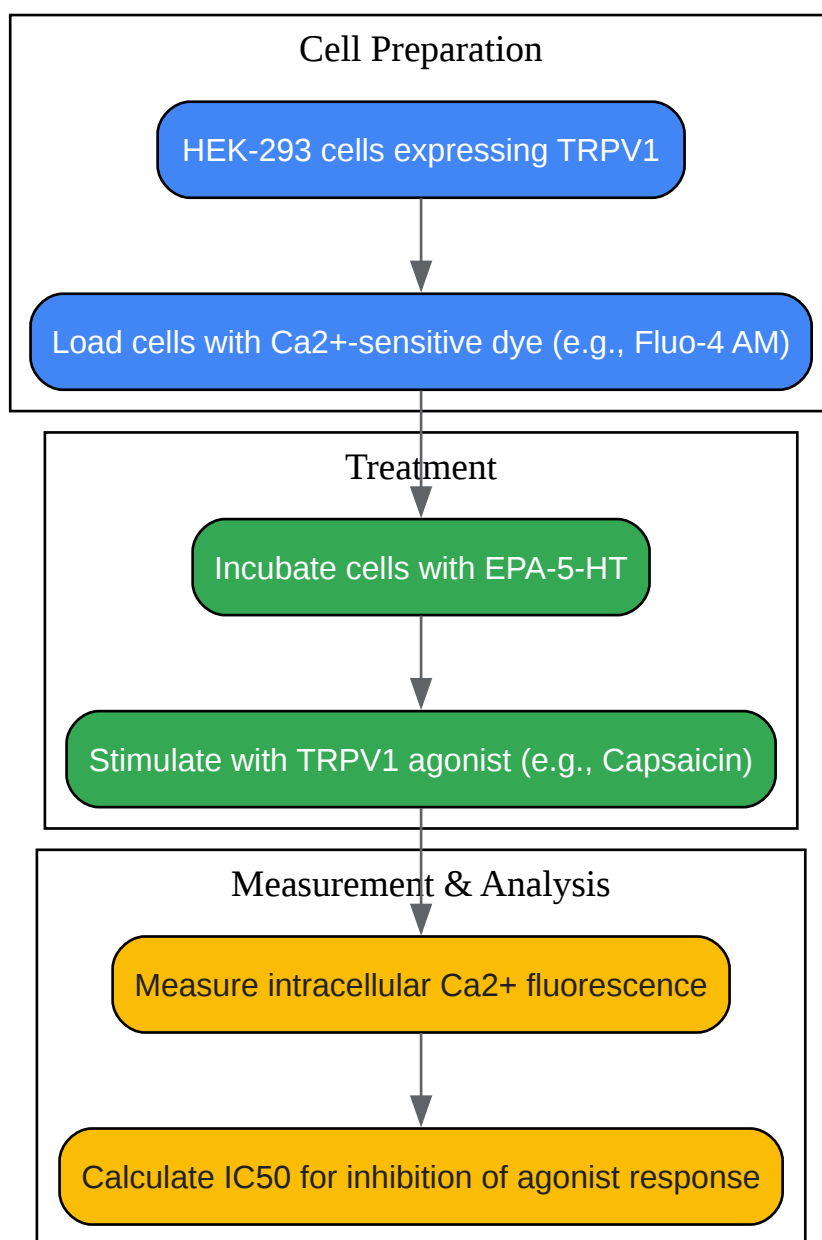 Cell Preparation
HEK-293 cells expressing TRPV1
Load cells with Ca2+-sensitive dye (e.g., Fluo-4 AM)
Treatment
Incubate cells with EPA-5-HT
Stimulate with TRPV1 agonist (e.g., Capsaicin)
Measurement & Analysis
Measure intracellular Ca2+ fluorescence
Calculate IC50 for inhibition of agonist response